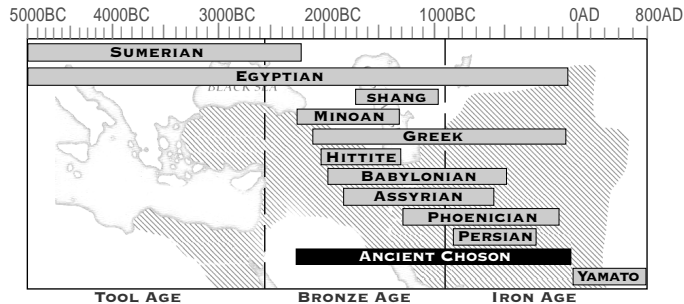 5000BC 4000BC 3000BC 2000BC 1000BC 0AD 800AD
SUMERIAN
EGYPTIAN
BLACK SEA
SHANG
MINOAN
GREEK
HITTITE
BABYLONIAN
ASSYRIAN
PHOENICIAN
PERSIAN
ANCIENT CHOSON
YAMATO
TOOL AGE BRONZE AGE IRON AGE